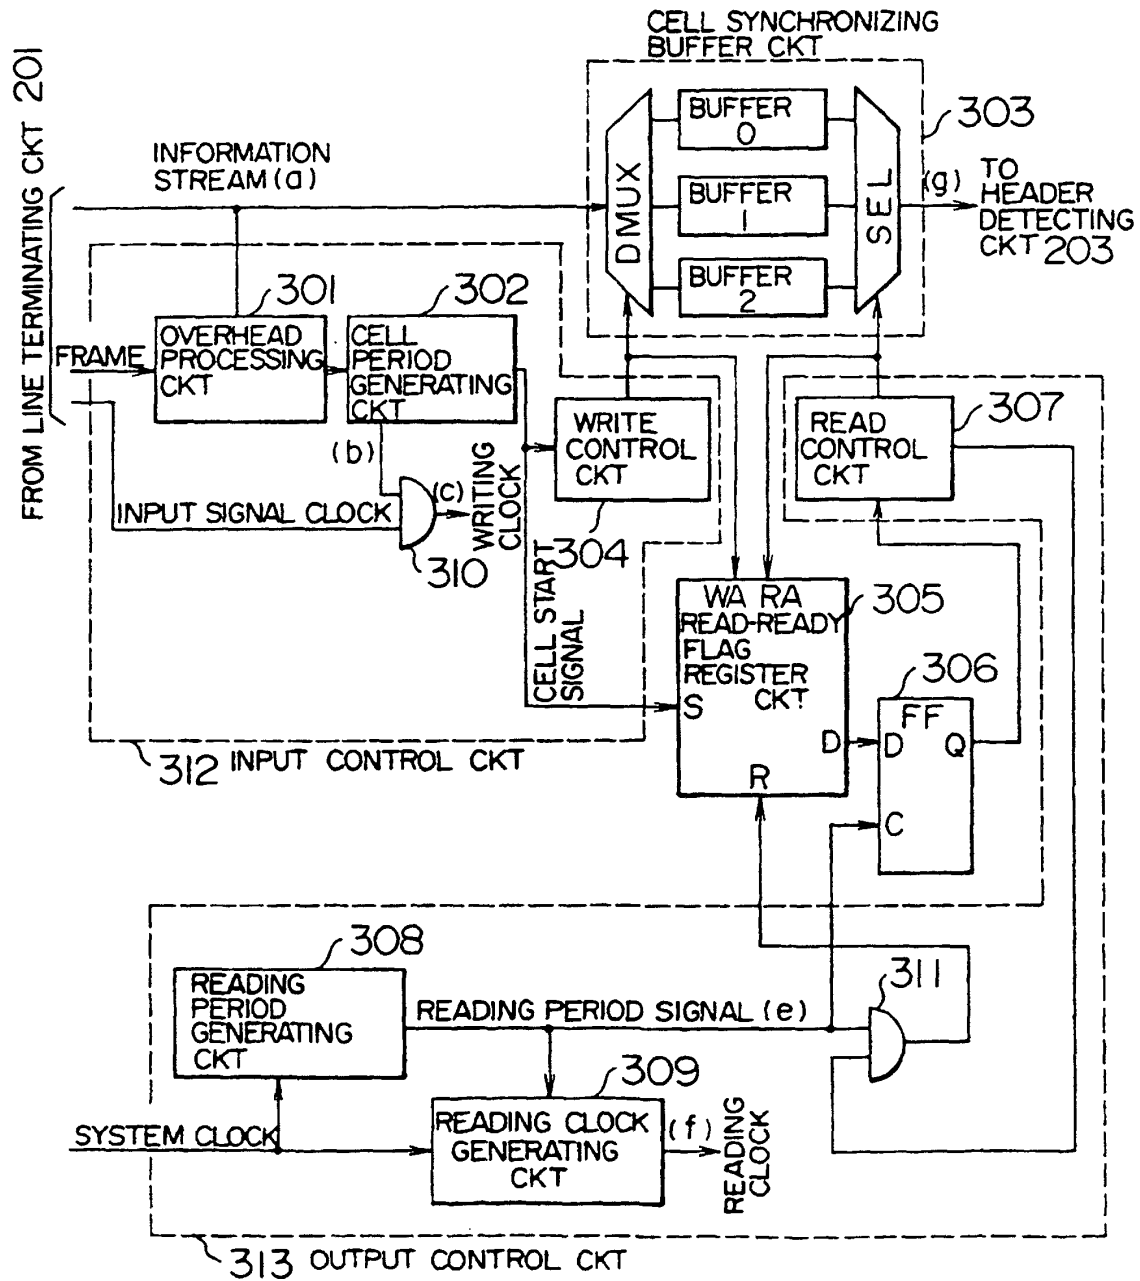 CELL SYNCHRONIZING
BUFFER CKT
FROM LINE TERMINATING CKT 201
INFORMATION
STREAM (a)
DMUX
BUFFER
0
BUFFER
1
BUFFER
2
SEL
303
(g)
TO
HEADER
DETECTING
CKT 203
301
302
FRAME
OVERHEAD
PROCESSING
CKT
CELL
PERIOD
GENERATING
CKT
(b)
INPUT SIGNAL CLOCK
(c)
WRITING
CLOCK
310
WRITE
CONTROL
CKT
304
READ
CONTROL
CKT
307
CELL START
SIGNAL
WA RA
READ-READY
FLAG
REGISTER
CKT
S
D
R
305
306
FF
D Q
C
312 INPUT CONTROL CKT
308
READING
PERIOD
GENERATING
CKT
READING PERIOD SIGNAL (e)
311
309
SYSTEM CLOCK
READING CLOCK
GENERATING
CKT
(f)
READING
CLOCK
313 OUTPUT CONTROL CKT